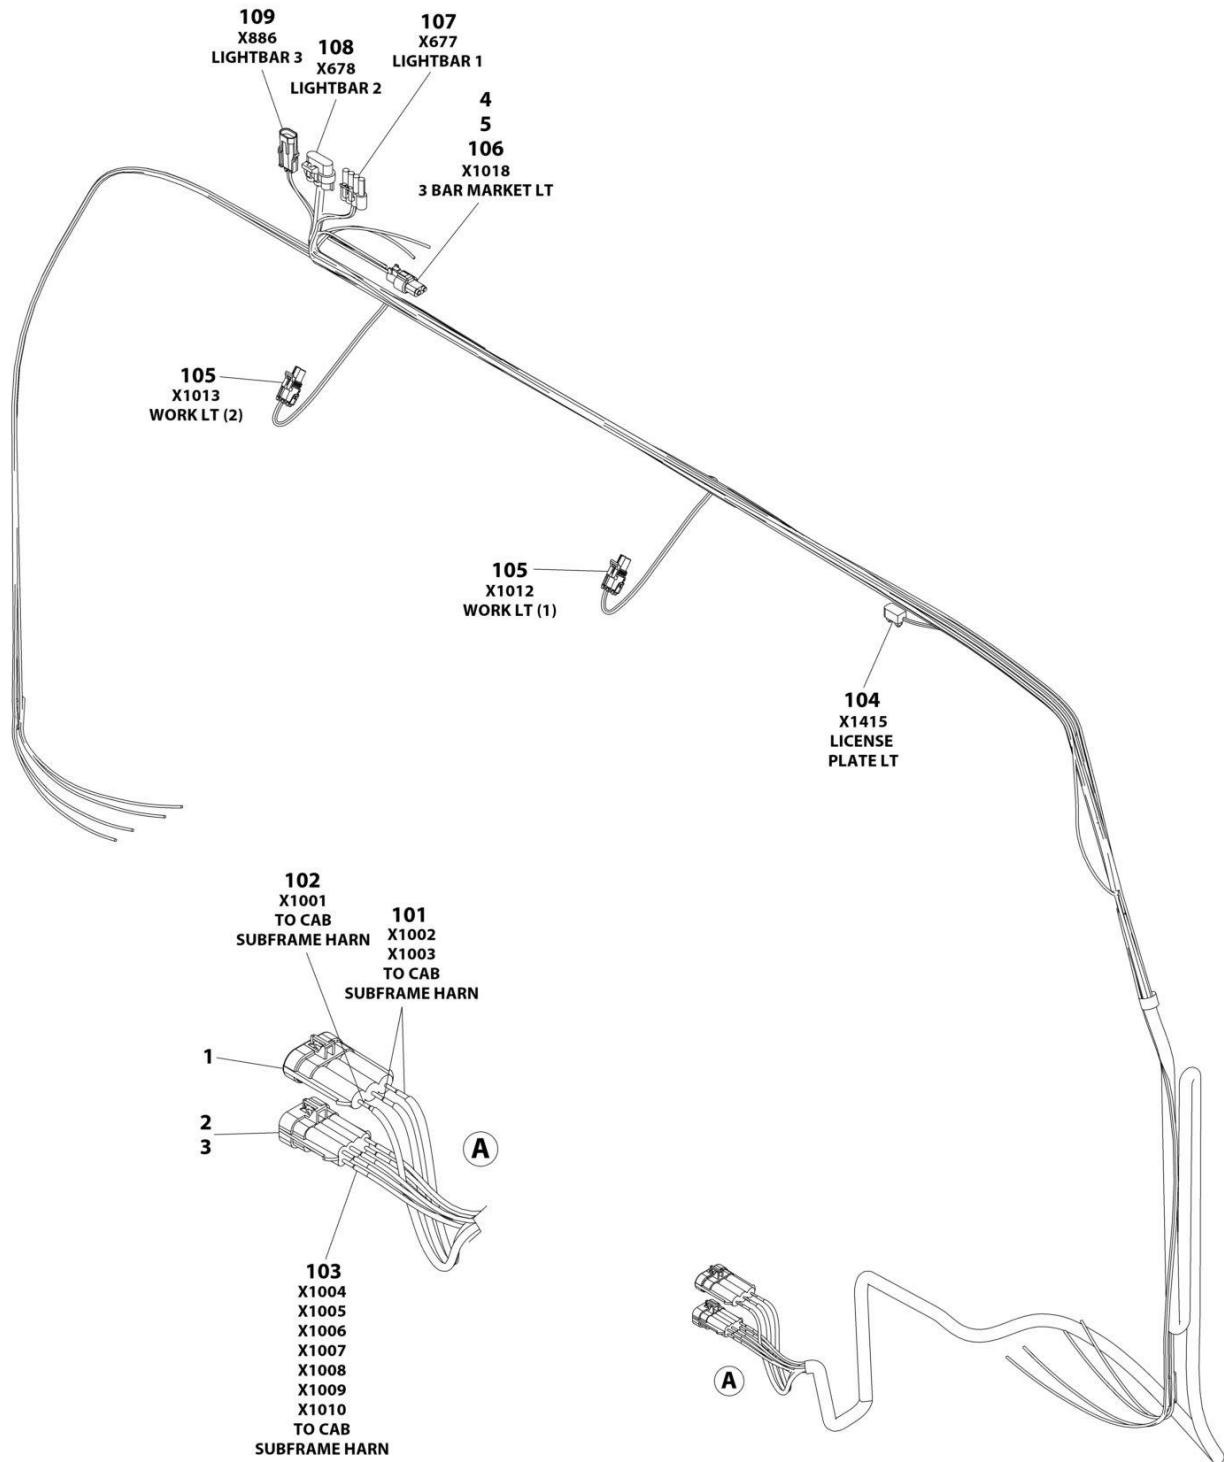 109
X886
LIGHTBAR 3
108
X678
LIGHTBAR 2
107
X677
LIGHTBAR 1
4
5
106
X1018
3 BAR MARKET LT
105
X1013
WORK LT (2)
105
X1012
WORK LT (1)
104
X1415
LICENSE
PLATE LT
102
X1001
TO CAB
SUBFRAME HARN
101
X1002
X1003
TO CAB
SUBFRAME HARN
1
2
3
A
103
X1004
X1005
X1006
X1007
X1008
X1009
X1010
TO CAB
SUBFRAME HARN
A